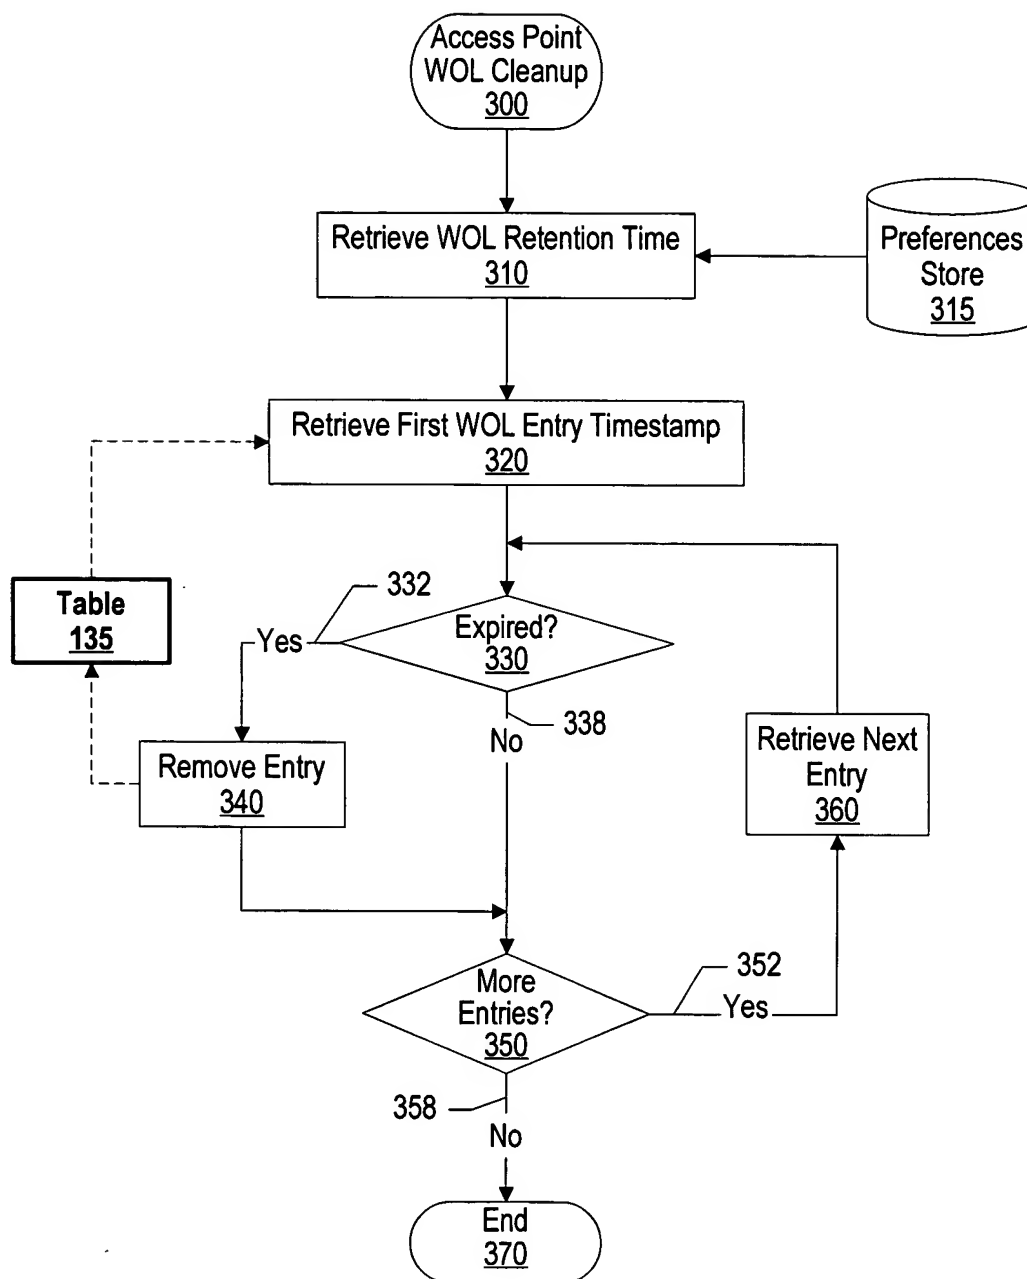 Access Point
WOL Cleanup
300
Retrieve WOL Retention Time
310
Preferences
Store
315
Retrieve First WOL Entry Timestamp
320
Table
135
332
Yes
Expired?
330
338
No
Remove Entry
340
Retrieve Next
Entry
360
More
Entries?
350
352
Yes
358
No
End
370